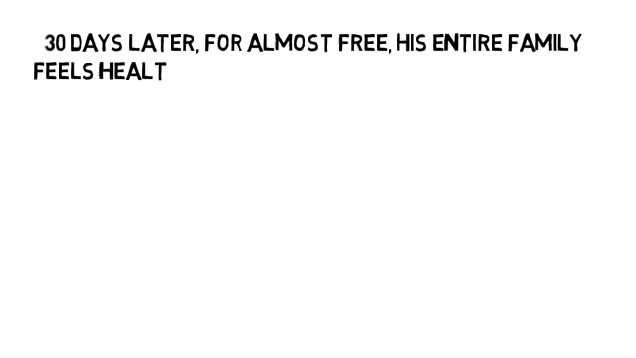 30 DAYS LATER, FOR ALMOST FREE, HIS ENTIRE FAMILY
FEELS HEALT